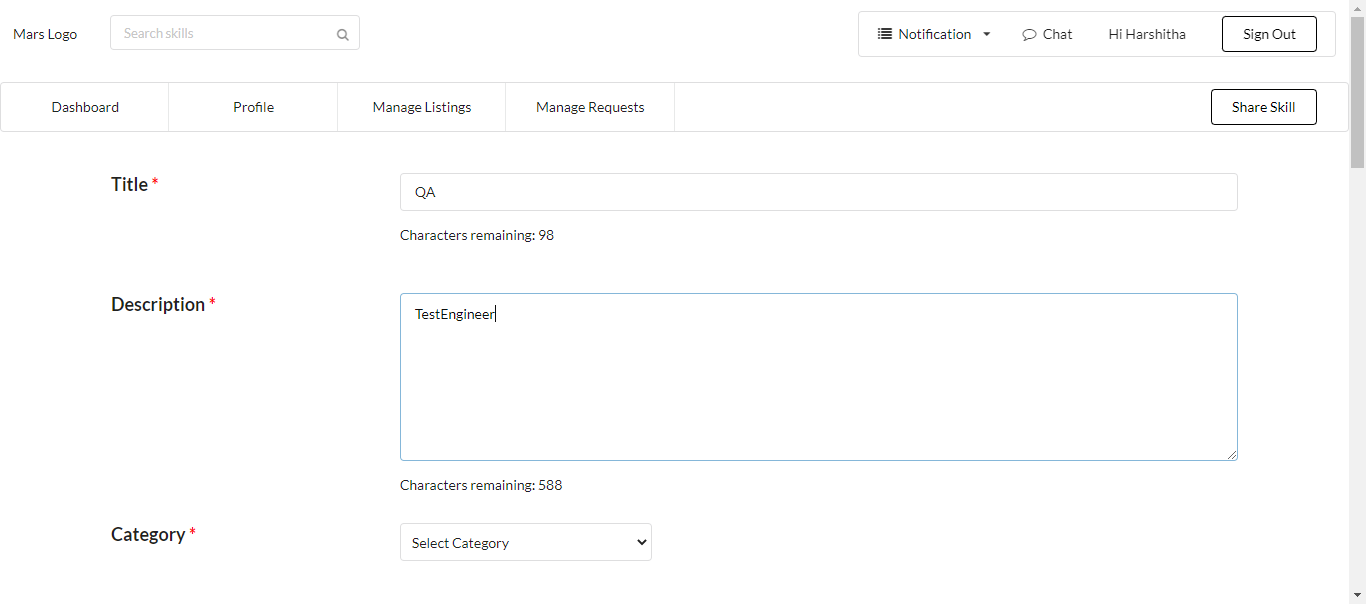 Mars Logo Search skills Notification Chat Hi Harshitha Sign Out
Dashboard Profile Manage Listings Manage Requests Share Skill
Title * QA
Characters remaining: 98
Description * TestEngineer
Characters remaining: 588
Category * Select Category